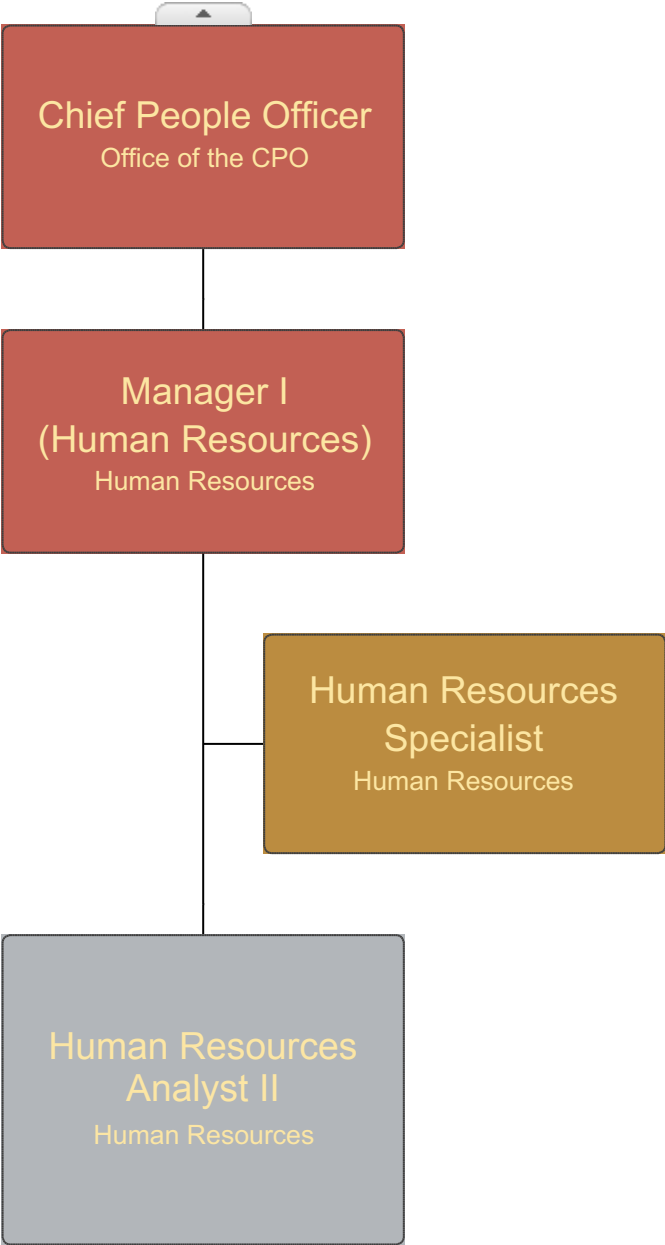 Chief People Officer
Office of the CPO
Manager I
(Human Resources)
Human Resources
Human Resources
Specialist
Human Resources
Human Resources
Analyst II
Human Resources